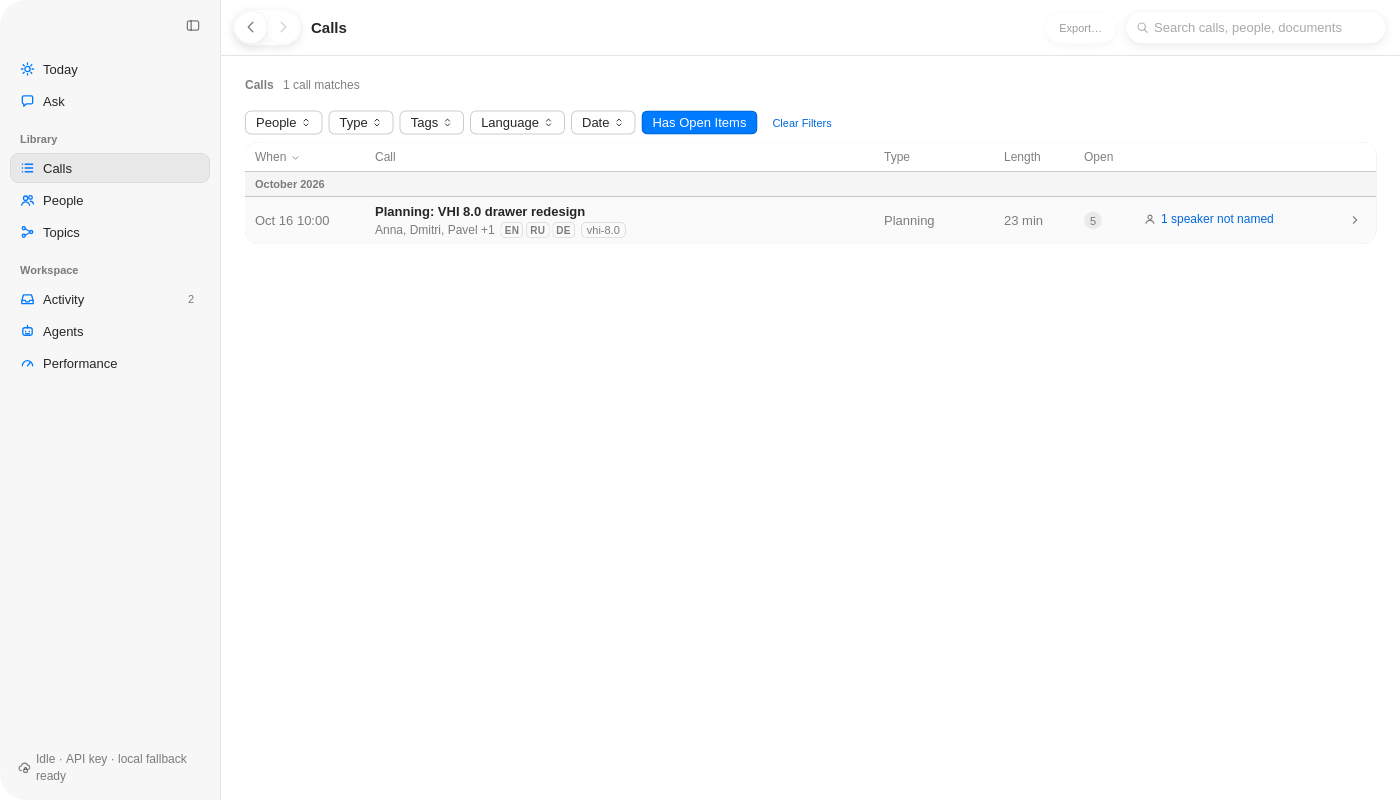 Calls
Export…
Search calls, people, documents
Today
Ask
Library
Calls
People
Topics
Workspace
Activity 2
Agents
Performance
Idle · API key · local fallback
ready
Calls 1 call matches
People Type Tags Language Date Has Open Items Clear Filters
When Call Type Length Open
October 2026
Oct 16 10:00 Planning: VHI 8.0 drawer redesign Planning 23 min 5 1 speaker not named
Anna, Dmitri, Pavel +1 EN RU DE vhi-8.0